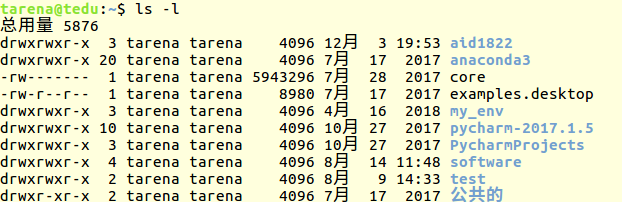 tarena@tedu:~$ ls -l
总用量 5876
drwxrwxr-x  3 tarena tarena    4096 12月  3 19:53 aid1822
drwxrwxr-x 20 tarena tarena    4096 7月  17  2017 anaconda3
-rw-------  1 tarena tarena 5943296 7月  28  2017 core
-rw-r--r--  1 tarena tarena    8980 7月  17  2017 examples.desktop
drwxrwxr-x  3 tarena tarena    4096 4月  16  2018 my_env
drwxrwxr-x 10 tarena tarena    4096 10月 27  2017 pycharm-2017.1.5
drwxrwxr-x  3 tarena tarena    4096 10月 27  2017 PycharmProjects
drwxrwxr-x  4 tarena tarena    4096 8月  14 11:48 software
drwxrwxr-x  2 tarena tarena    4096 8月   9 14:33 test
drwxr-xr-x  2 tarena tarena    4096 7月  17  2017 公共的